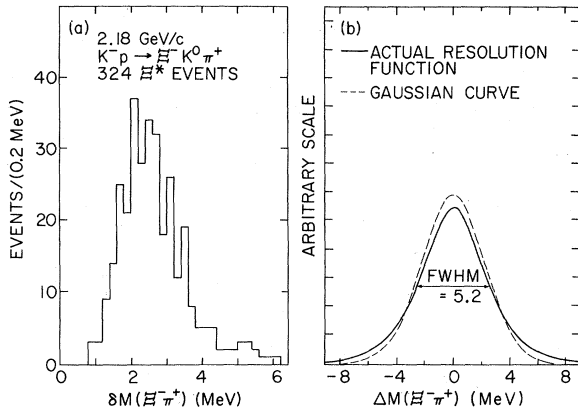 (a)
2.18 GeV/c
K⁻p → Ξ⁻K⁰π⁺
324 Ξ* EVENTS
EVENTS/(0.2 MeV)
40
30
20
10
0
0 2 4 6
δM(Ξ⁻π⁺) (MeV)
(b)
ACTUAL RESOLUTION
FUNCTION
GAUSSIAN CURVE
ARBITRARY SCALE
FWHM
= 5.2
-8 -4 0 4 8
ΔM(Ξ⁻π⁺) (MeV)